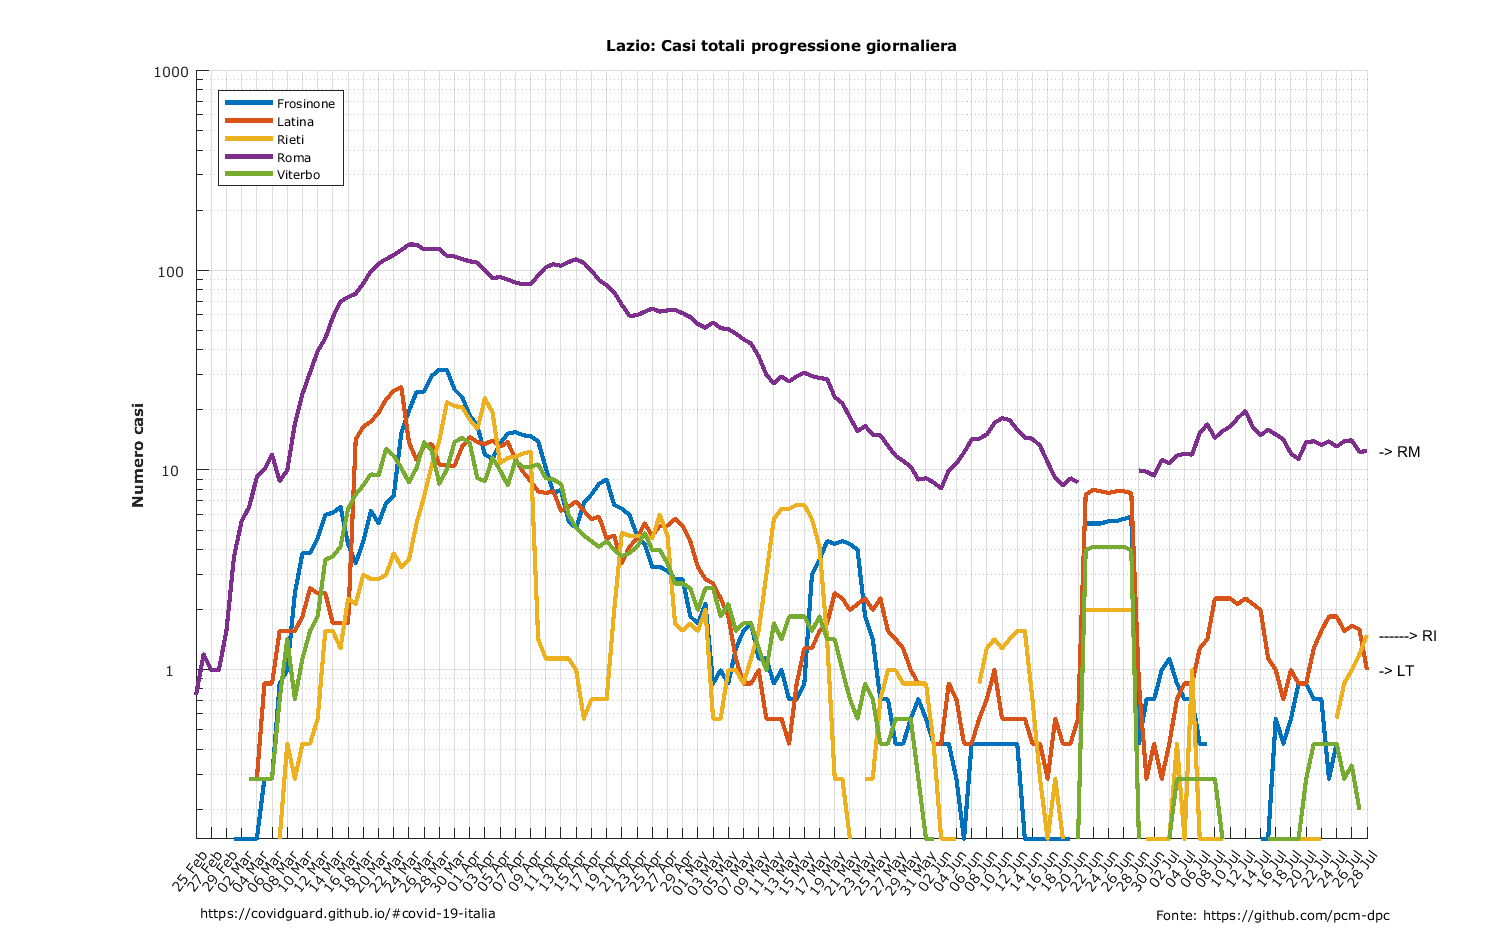 Lazio: Casi totali progressione giornaliera
1000
100
10
1
Numero casi
Frosinone
Latina
Rieti
Roma
Viterbo
-> RM
------> RI
-> LT
25 Feb
27 Feb
29 Feb
02 Mar
04 Mar
06 Mar
08 Mar
10 Mar
12 Mar
14 Mar
16 Mar
18 Mar
20 Mar
22 Mar
24 Mar
26 Mar
28 Mar
30 Mar
01 Apr
03 Apr
05 Apr
07 Apr
09 Apr
11 Apr
13 Apr
15 Apr
17 Apr
19 Apr
21 Apr
23 Apr
25 Apr
27 Apr
29 Apr
01 May
03 May
05 May
07 May
09 May
11 May
13 May
15 May
17 May
19 May
21 May
23 May
25 May
27 May
29 May
31 May
02 Jun
04 Jun
06 Jun
08 Jun
10 Jun
12 Jun
14 Jun
16 Jun
18 Jun
20 Jun
22 Jun
24 Jun
26 Jun
28 Jun
30 Jun
02 Jul
04 Jul
06 Jul
08 Jul
10 Jul
12 Jul
14 Jul
16 Jul
18 Jul
20 Jul
22 Jul
24 Jul
26 Jul
28 Jul
https://covidguard.github.io/#covid-19-italia
Fonte: https://github.com/pcm-dpc